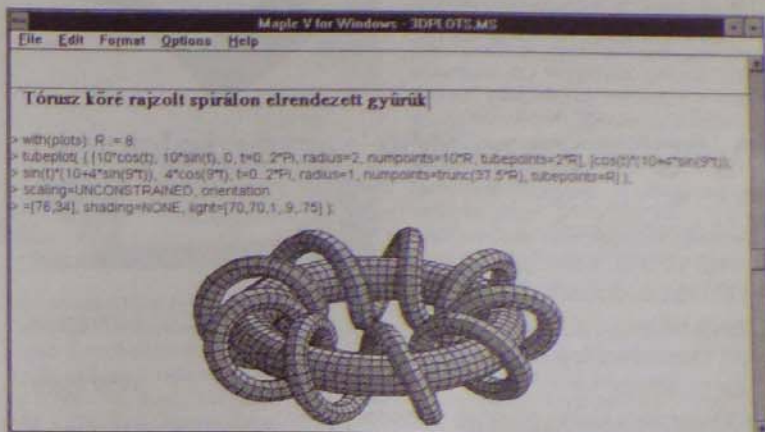 Maple V for Windows - 3DPLOTS.MS
File Edit Format Options Help
Tórusz köré rajzolt spirálon elrendezett gyűrűk
> with(plots): R := 8:
> tubeplot( { [10*cos(t), 10*sin(t), 0, t=0..2*Pi, radius=2, numpoints=10*R, tubepoints=2*R], [cos(t)*(10+4*sin(9*t)),
> sin(t)*(10+4*sin(9*t)), 4*cos(9*t), t=0..2*Pi, radius=1, numpoints=trunc(37.5*R), tubepoints=R] },
> scaling=UNCONSTRAINED, orientation
> =[76,34], shading=NONE, light=[70,70,1,.9,.75] );